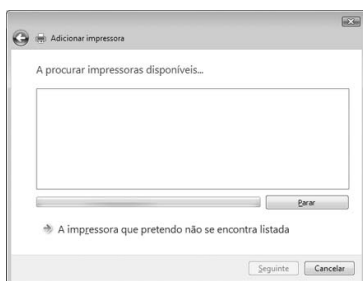 Adicionar impressora
A procurar impressoras disponíveis...
Parar
A impressora que pretendo não se encontra listada
Seguinte Cancelar